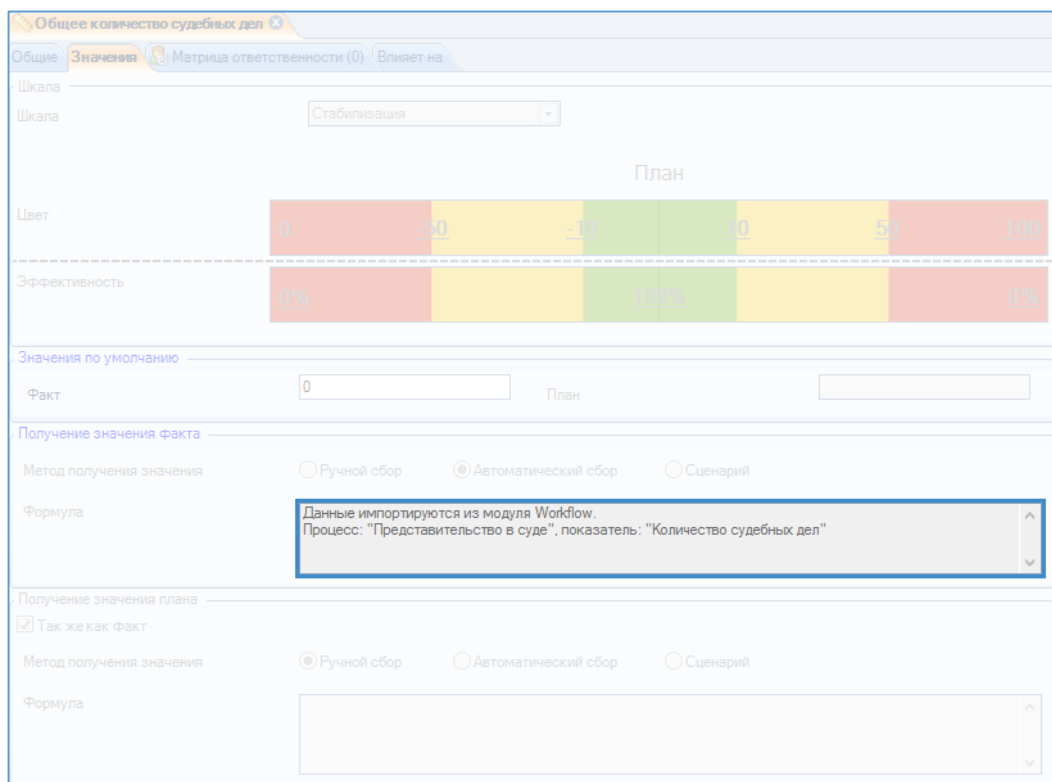 Общее количество судебных дел
Общие Значения Матрица ответственности (0) Влияет на
Шкала
Шкала Стабилизация
План
Цвет 0 50 -10 10 50 100
Эффективность 0% 100% 0%
Значения по умолчанию
Факт 0 План
Получение значения факта
Метод получения значения Ручной сбор Автоматический сбор Сценарий
Формула Данные импортируются из модуля Workflow.
Процесс: "Представительство в суде", показатель: "Количество судебных дел"
Получение значения плана
Так же как факт
Метод получения значения Ручной сбор Автоматический сбор Сценарий
Формула